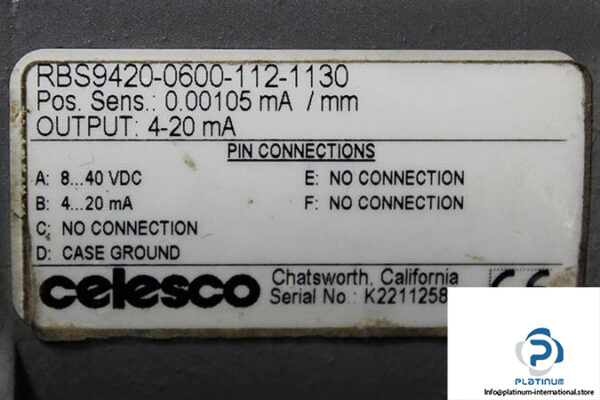 RBS9420-0600-112-1130
Pos. Sens.: 0.00105 mA / mm
OUTPUT: 4-20 mA
PIN CONNECTIONS
A: 8...40 VDC
B: 4...20 mA
C: NO CONNECTION
D: CASE GROUND
E: NO CONNECTION
F: NO CONNECTION
celesco
Chatsworth, California
Serial No.: K2211258
CE
PLATINUM
Info@platinum-international.store